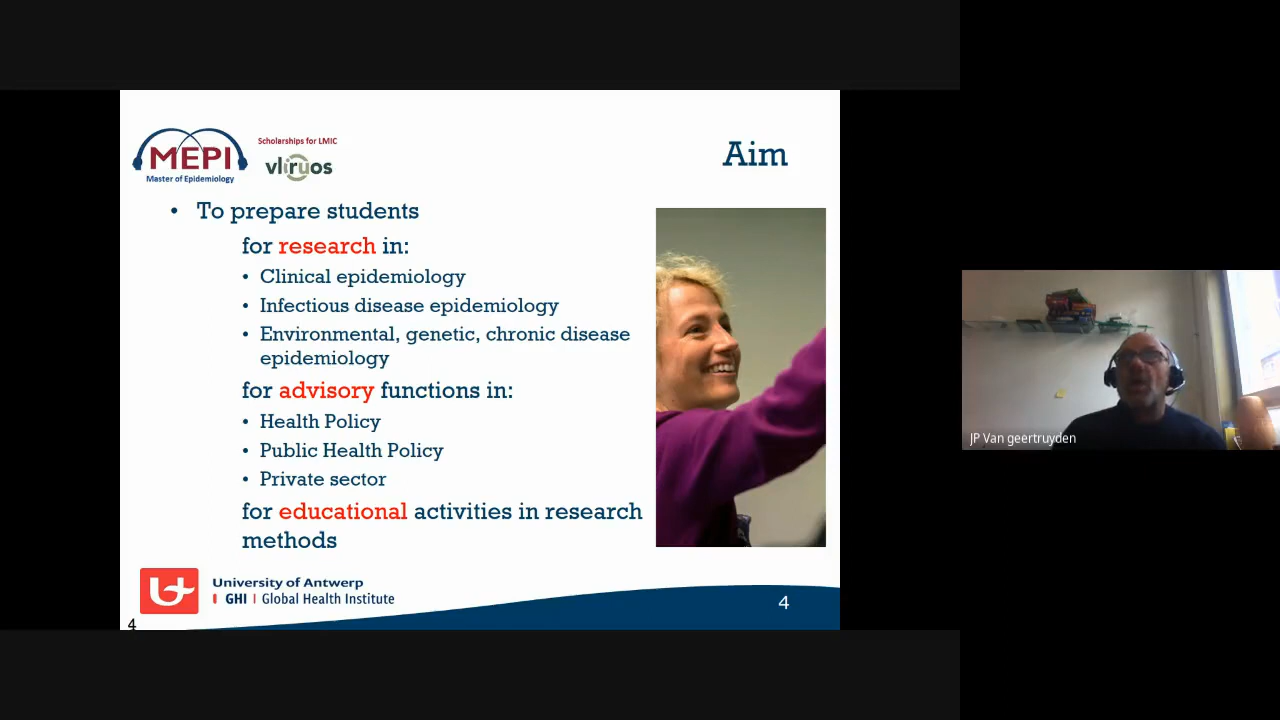 MEPI
Master of Epidemiology
Scholarships for LMIC
vliruos
Aim
• To prepare students
for research in:
• Clinical epidemiology
• Infectious disease epidemiology
• Environmental, genetic, chronic disease
epidemiology
for advisory functions in:
• Health Policy
• Public Health Policy
• Private sector
for educational activities in research
methods
University of Antwerp
GHI | Global Health Institute
4
4
JP Van geertruyden